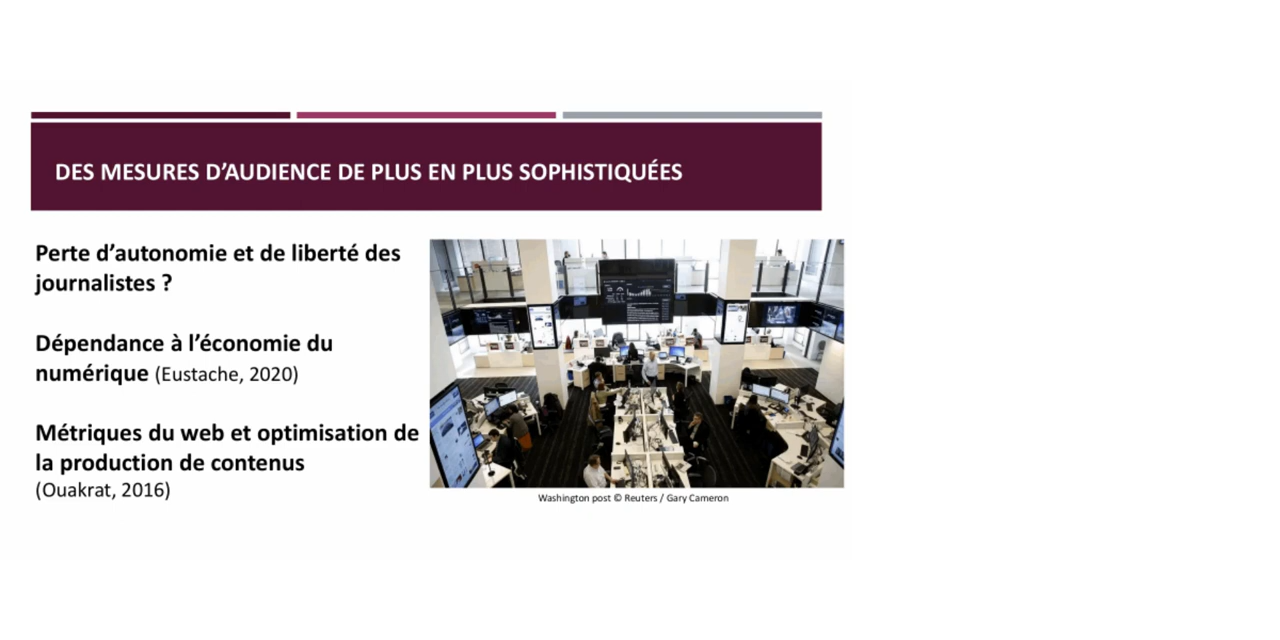 DES MESURES D’AUDIENCE DE PLUS EN PLUS SOPHISTIQUÉES
Perte d’autonomie et de liberté des
journalistes ?
Dépendance à l’économie du
numérique (Eustache, 2020)
Métriques du web et optimisation de
la production de contenus
(Ouakrat, 2016)
Washington post © Reuters / Gary Cameron